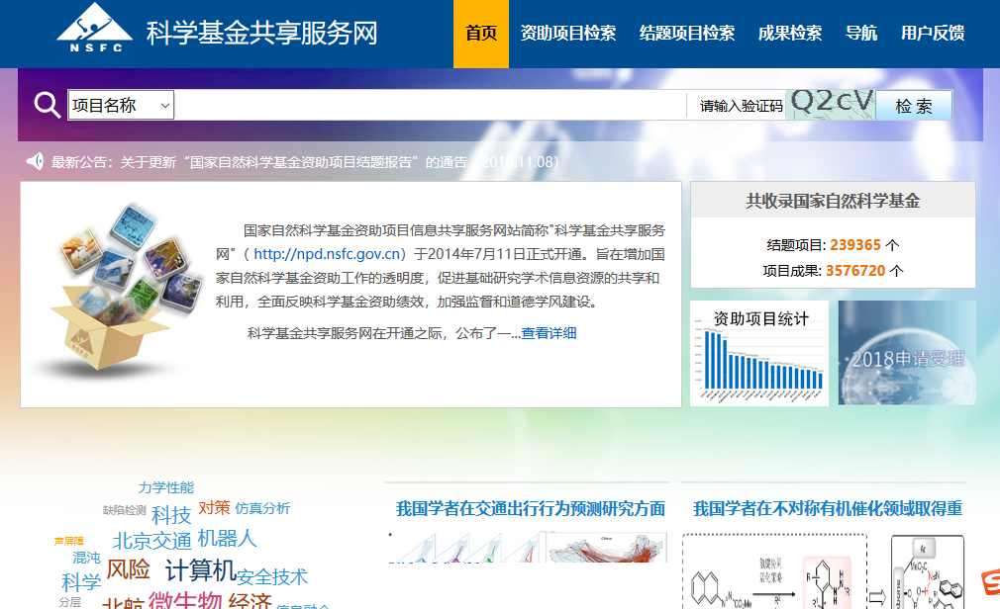 NSFC
科学基金共享服务网
首页 资助项目检索 结题项目检索 成果检索 导航 用户反馈
项目名称
请输入验证码
Q2cV
检 索
最新公告：关于更新“国家自然科学基金资助项目结题报告”的通告（2018.11.08）
国家自然科学基金资助项目信息共享服务网站简称"科学基金共享服务
网"（ http://npd.nsfc.gov.cn）于2014年7月11日正式开通。旨在增加国
家自然科学基金资助工作的透明度，促进基础研究学术信息资源的共享和
利用，全面反映科学基金资助绩效，加强监督和道德学风建设。
科学基金共享服务网在开通之际，公布了一...查看详细
共收录国家自然科学基金
结题项目: 239365 个
项目成果: 3576720 个
资助项目统计
2018申请受理
力学性能
缺陷检测 科技 对策 仿真分析
声屏障 北京交通 机器人
混沌
科学 风险 计算机 安全技术
分层 北航 微生物 经济 信息融合
我国学者在交通出行行为预测研究方面
China
我国学者在不对称有机催化领域取得重
Ar